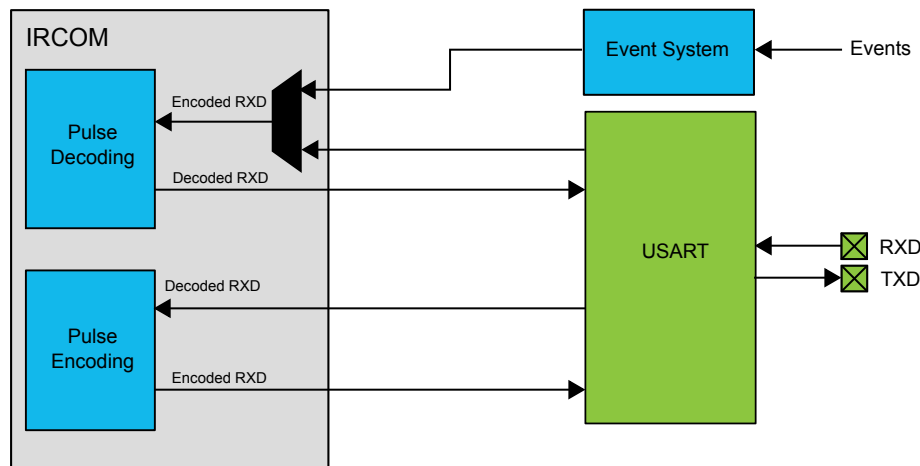 IRCOM
Event System
Events
Encoded RXD
Pulse
Decoding
Decoded RXD
USART
RXD
TXD
Decoded RXD
Pulse
Encoding
Encoded RXD